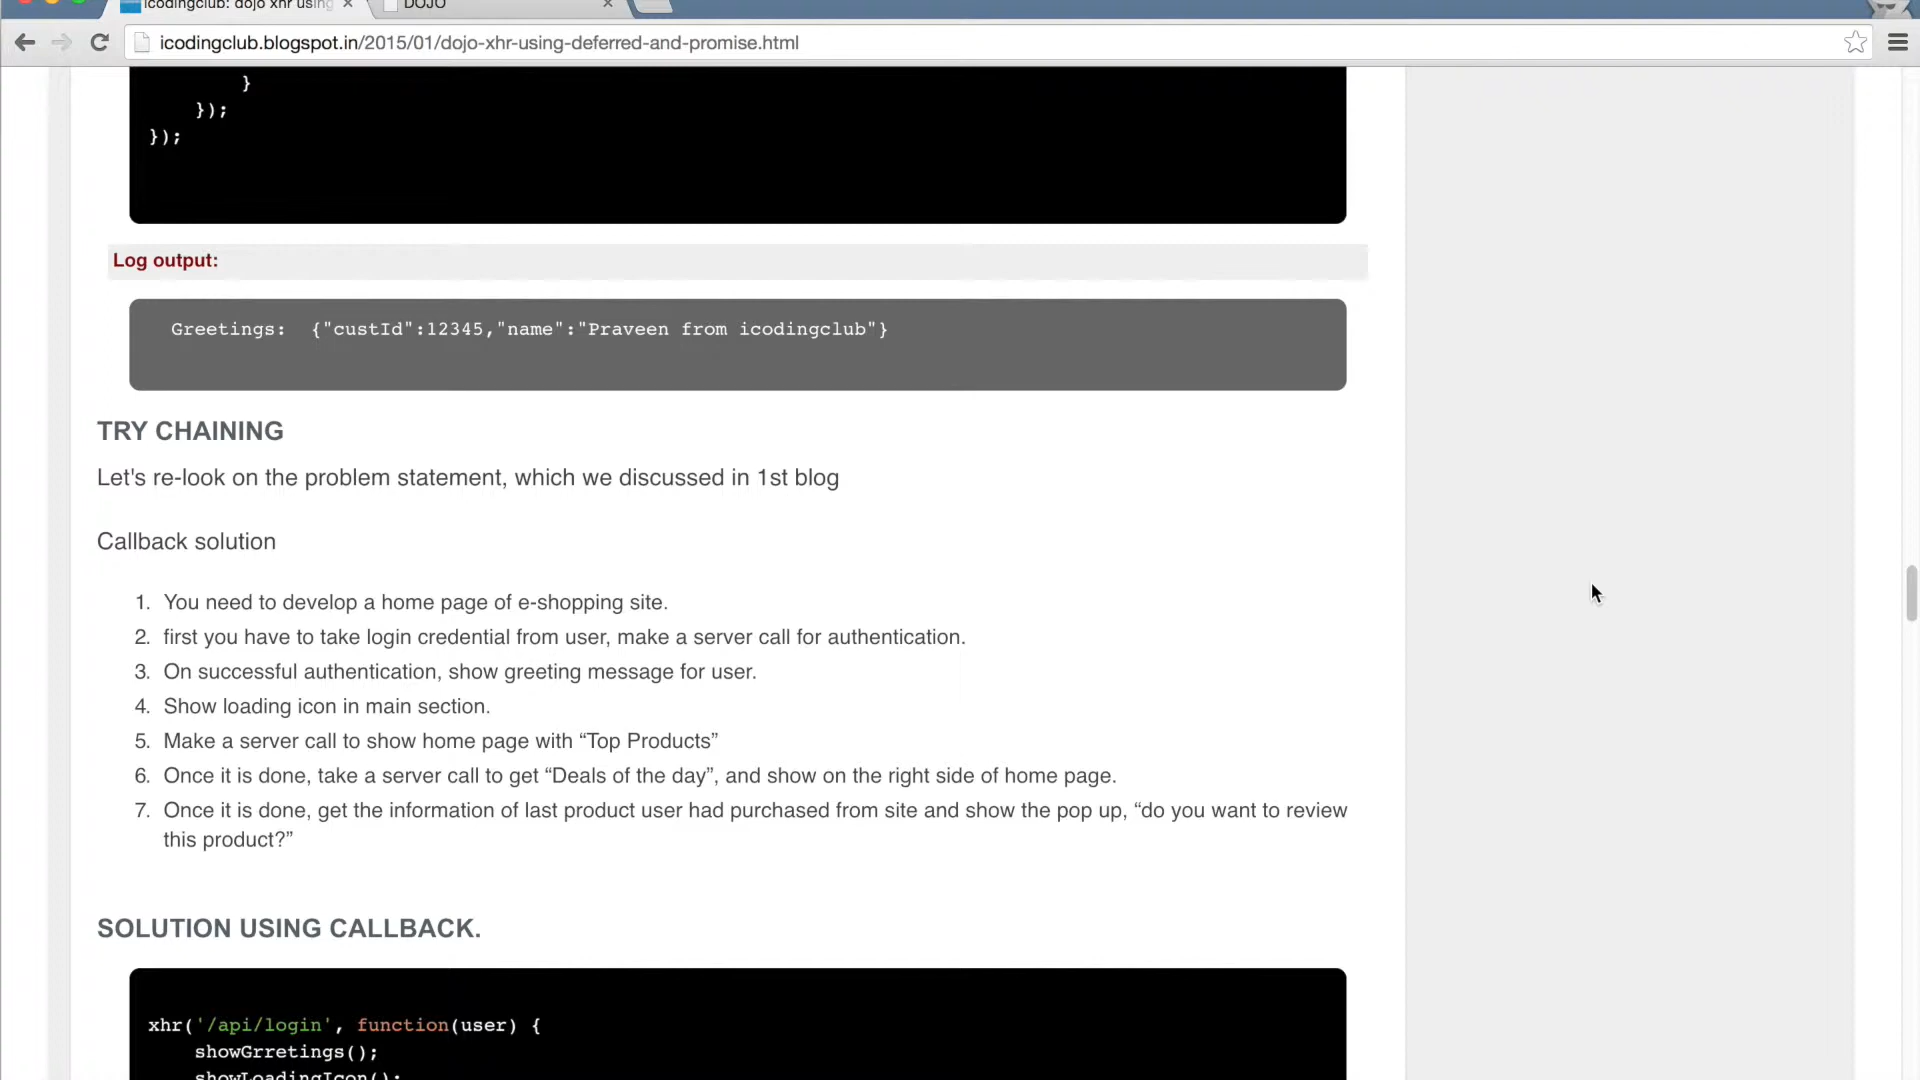 icodingclub: dojo xhr using
DOJO
icodingclub.blogspot.in/2015/01/dojo-xhr-using-deferred-and-promise.html
}
});
});
Log output:
Greetings:  {"custId":12345,"name":"Praveen from icodingclub"}
TRY CHAINING
Let's re-look on the problem statement, which we discussed in 1st blog
Callback solution
1. You need to develop a home page of e-shopping site.
2. first you have to take login credential from user, make a server call for authentication.
3. On successful authentication, show greeting message for user.
4. Show loading icon in main section.
5. Make a server call to show home page with “Top Products”
6. Once it is done, take a server call to get “Deals of the day”, and show on the right side of home page.
7. Once it is done, get the information of last product user had purchased from site and show the pop up, “do you want to review
this product?”
SOLUTION USING CALLBACK.
xhr('/api/login', function(user) {
showGrretings();
showLoadingIcon();